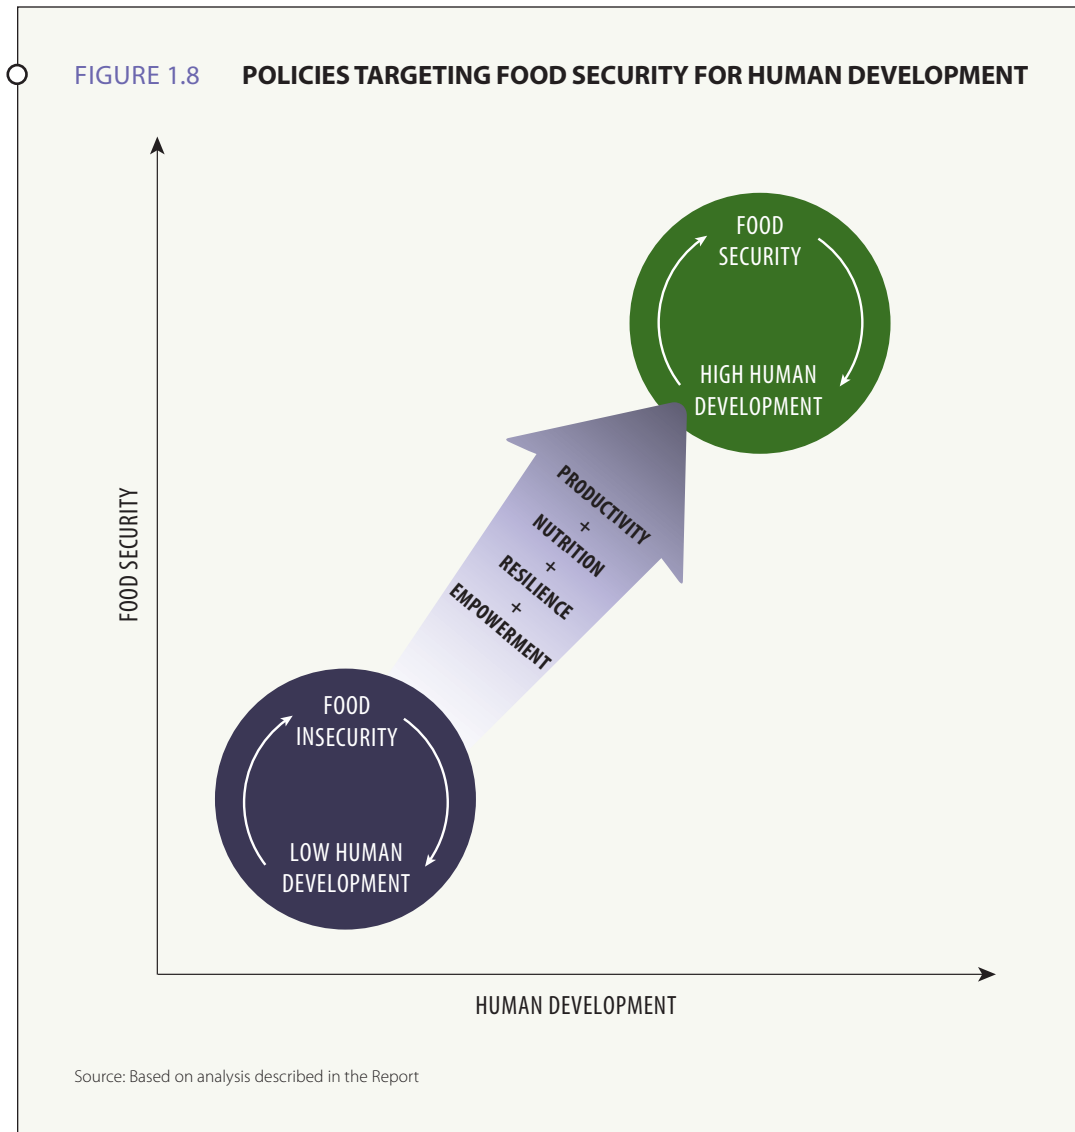 FIGURE 1.8 POLICIES TARGETING FOOD SECURITY FOR HUMAN DEVELOPMENT
FOOD
SECURITY
HIGH HUMAN
DEVELOPMENT
PRODUCTIVITY
+
NUTRITION
+
RESILIENCE
+
EMPOWERMENT
FOOD SECURITY
FOOD
INSECURITY
LOW HUMAN
DEVELOPMENT
HUMAN DEVELOPMENT
Source: Based on analysis described in the Report